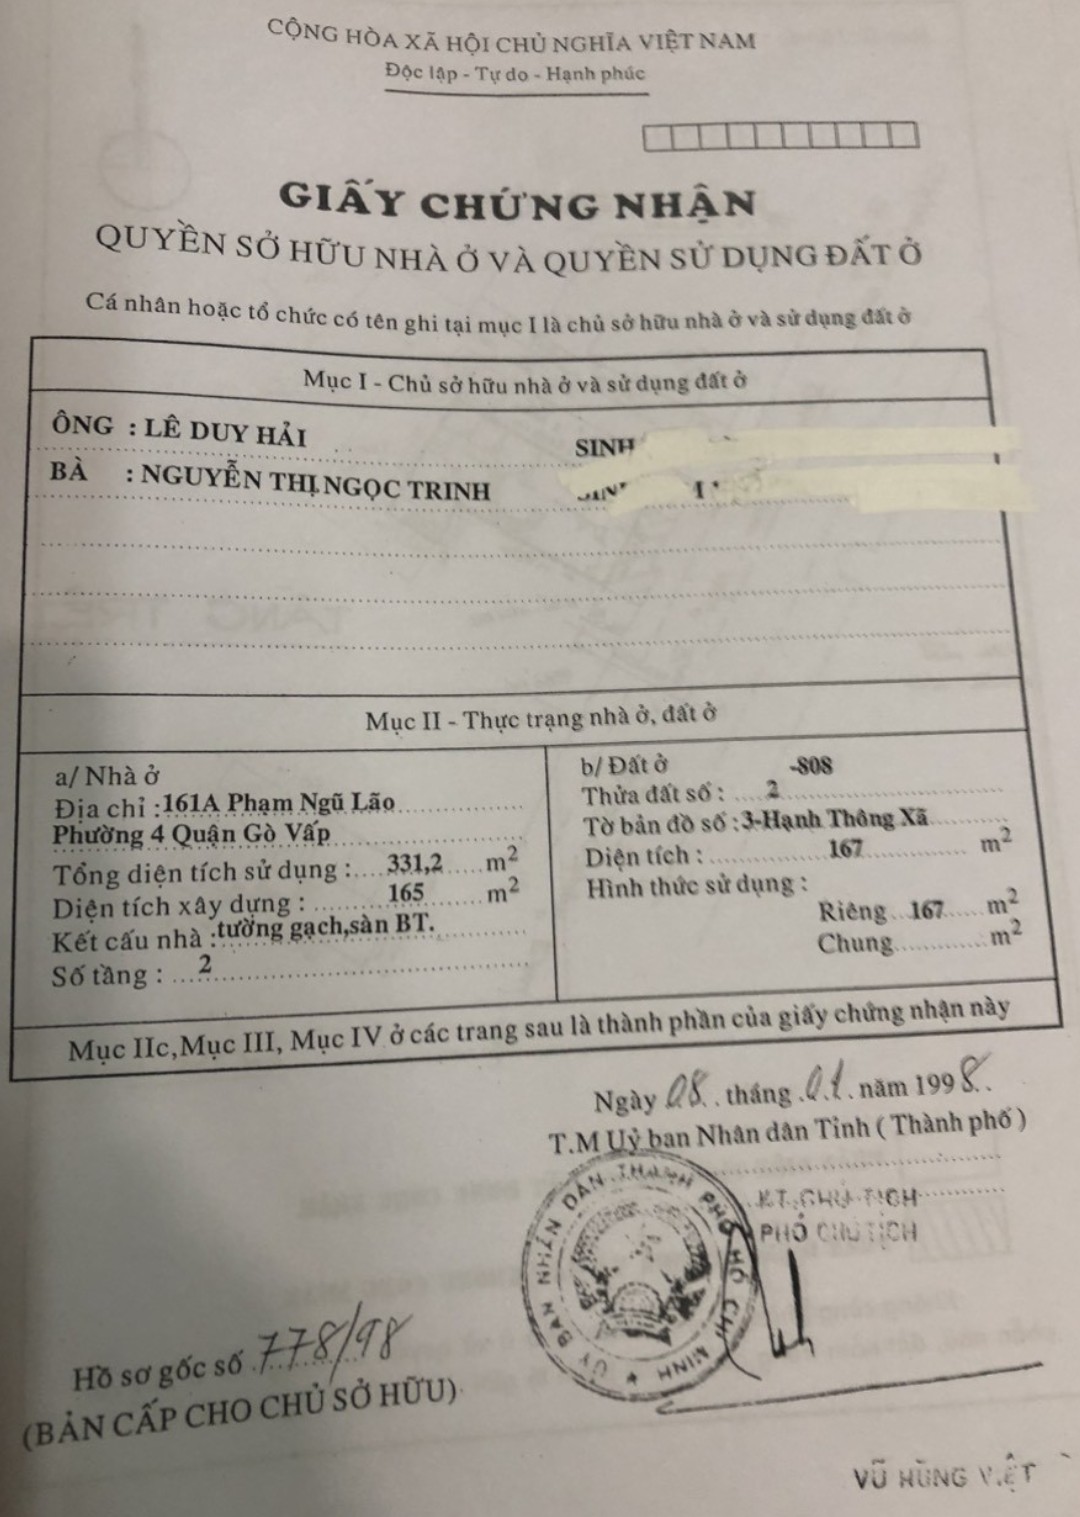 CỘNG HÒA XÃ HỘI CHỦ NGHĨA VIỆT NAM
Độc lập - Tự do - Hạnh phúc
GIẤY CHỨNG NHẬN
QUYỀN SỞ HỮU NHÀ Ở VÀ QUYỀN SỬ DỤNG ĐẤT Ở
Cá nhân hoặc tổ chức có tên ghi tại mục I là chủ sở hữu nhà ở và sử dụng đất ở
Mục I - Chủ sở hữu nhà ở và sử dụng đất ở
ÔNG : LÊ DUY HẢI SINH
BÀ : NGUYỄN THỊ NGỌC TRINH
Mục II - Thực trạng nhà ở, đất ở
a/ Nhà ở
Địa chỉ : 161A Phạm Ngũ Lão
Phường 4 Quận Gò Vấp
Tổng diện tích sử dụng : 331,2 m²
Diện tích xây dựng : 165 m²
Kết cấu nhà : tường gạch,sàn BT.
Số tầng : 2
b/ Đất ở -808
Thửa đất số : 2
Tờ bản đồ số : 3-Hạnh Thông Xã
Diện tích : 167 m²
Hình thức sử dụng :
Riêng 167 m²
Chung m²
Mục IIc,Mục III, Mục IV ở các trang sau là thành phần của giấy chứng nhận này
Ngày 08 tháng 01 năm 1998
T.M Uỷ ban Nhân dân Tỉnh ( Thành phố )
KT.CHỦ TỊCH
PHÓ CHỦ TỊCH
ỦY BAN NHÂN DÂN THÀNH PHỐ HỒ CHÍ MINH
Hồ sơ gốc số 778/98
(BẢN CẤP CHO CHỦ SỞ HỮU)
VŨ HÙNG VIỆT